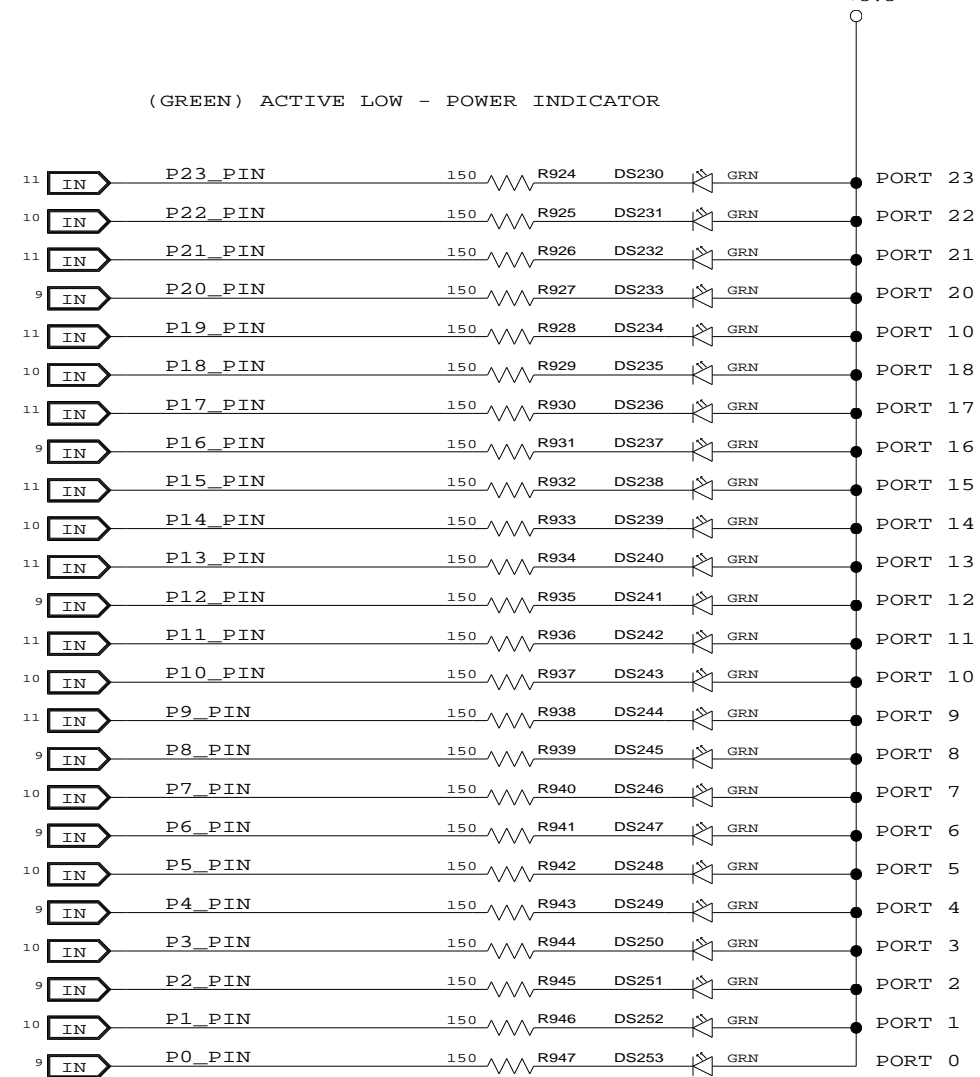 (GREEN) ACTIVE LOW - POWER INDICATOR
11 IN P23_PIN 150 R924 DS230 GRN PORT 23
10 IN P22_PIN 150 R925 DS231 GRN PORT 22
11 IN P21_PIN 150 R926 DS232 GRN PORT 21
9 IN P20_PIN 150 R927 DS233 GRN PORT 20
11 IN P19_PIN 150 R928 DS234 GRN PORT 10
10 IN P18_PIN 150 R929 DS235 GRN PORT 18
11 IN P17_PIN 150 R930 DS236 GRN PORT 17
9 IN P16_PIN 150 R931 DS237 GRN PORT 16
11 IN P15_PIN 150 R932 DS238 GRN PORT 15
10 IN P14_PIN 150 R933 DS239 GRN PORT 14
11 IN P13_PIN 150 R934 DS240 GRN PORT 13
9 IN P12_PIN 150 R935 DS241 GRN PORT 12
11 IN P11_PIN 150 R936 DS242 GRN PORT 11
10 IN P10_PIN 150 R937 DS243 GRN PORT 10
11 IN P9_PIN 150 R938 DS244 GRN PORT 9
9 IN P8_PIN 150 R939 DS245 GRN PORT 8
10 IN P7_PIN 150 R940 DS246 GRN PORT 7
9 IN P6_PIN 150 R941 DS247 GRN PORT 6
10 IN P5_PIN 150 R942 DS248 GRN PORT 5
9 IN P4_PIN 150 R943 DS249 GRN PORT 4
10 IN P3_PIN 150 R944 DS250 GRN PORT 3
9 IN P2_PIN 150 R945 DS251 GRN PORT 2
10 IN P1_PIN 150 R946 DS252 GRN PORT 1
9 IN P0_PIN 150 R947 DS253 GRN PORT 0